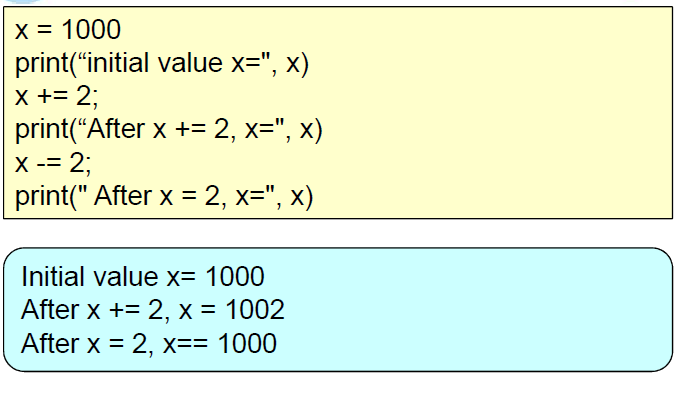 x = 1000
print(“initial value x=", x)
x += 2;
print(“After x += 2, x=", x)
x -= 2;
print(" After x = 2, x=", x)
Initial value x= 1000
After x += 2, x = 1002
After x = 2, x== 1000